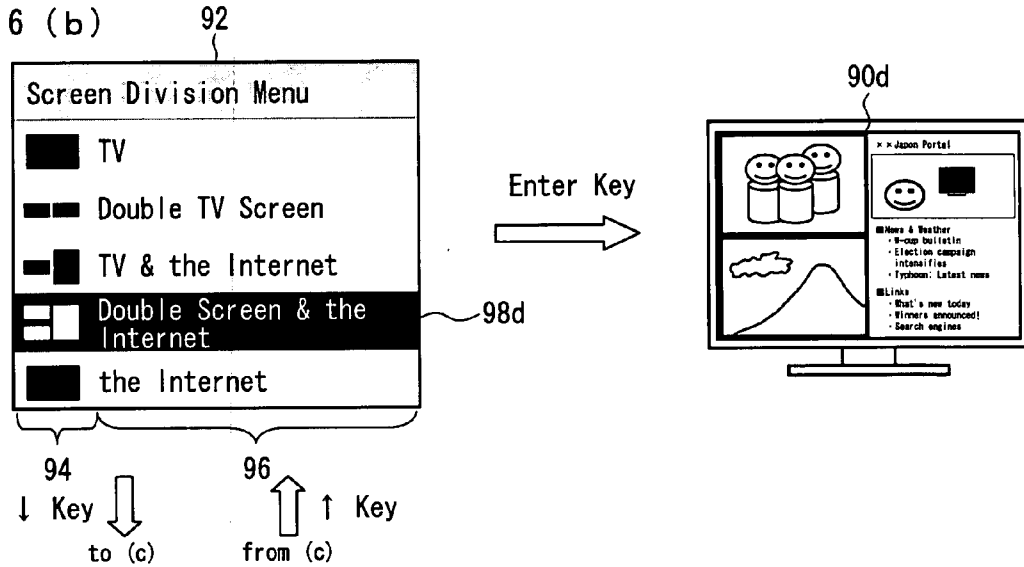 6 (b)
92
Screen Division Menu
TV
Double TV Screen
TV & the Internet
Double Screen & the
Internet
the Internet
98d
94
96
↓ Key
to (c)
↑ Key
from (c)
Enter Key
90d
××Japon Portal
■News & Weather
・W-cup bulletin
・Election campaign
intensifies
・Typhoon: Latest news
■Links
・What's new today
・Winners announced!
・Search engines